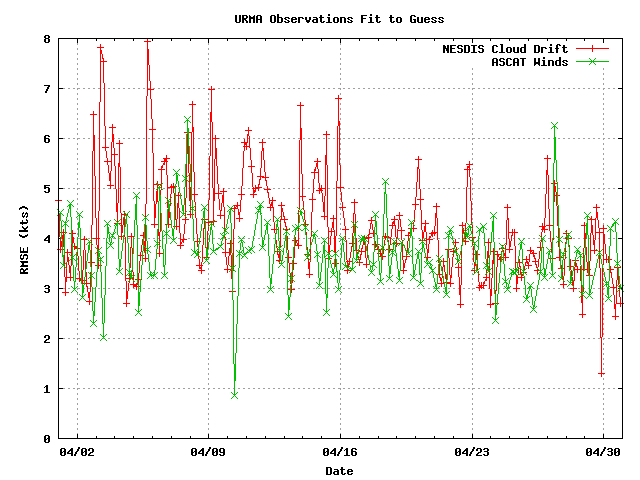 URMA Observations Fit to Guess
NESDIS Cloud Drift
ASCAT Winds
8
7
6
5
4
3
2
1
0
RMSE (kts)
04/02 04/09 04/16 04/23 04/30
Date